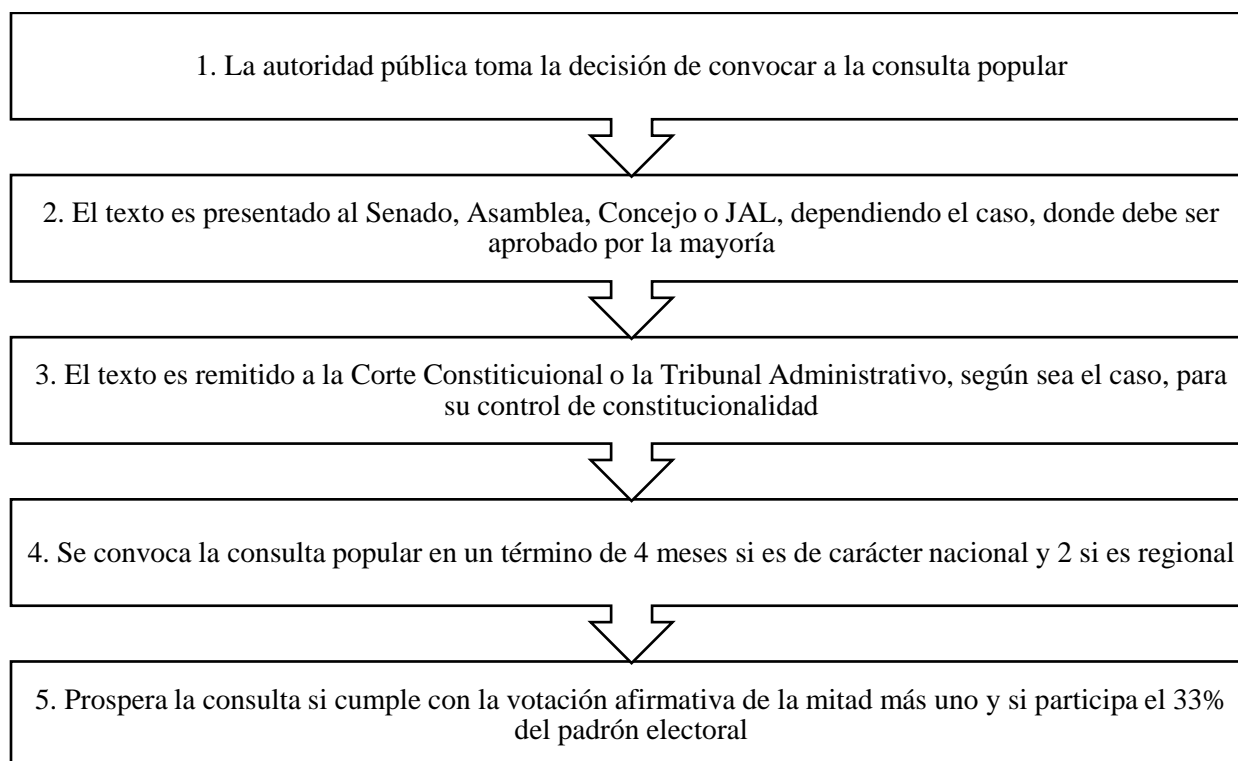 1. La autoridad pública toma la decisión de convocar a la consulta popular
2. El texto es presentado al Senado, Asamblea, Concejo o JAL, dependiendo el caso, donde debe ser
aprobado por la mayoría
3. El texto es remitido a la Corte Constiticuional o la Tribunal Administrativo, según sea el caso, para
su control de constitucionalidad
4. Se convoca la consulta popular en un término de 4 meses si es de carácter nacional y 2 si es regional
5. Prospera la consulta si cumple con la votación afirmativa de la mitad más uno y si participa el 33%
del padrón electoral